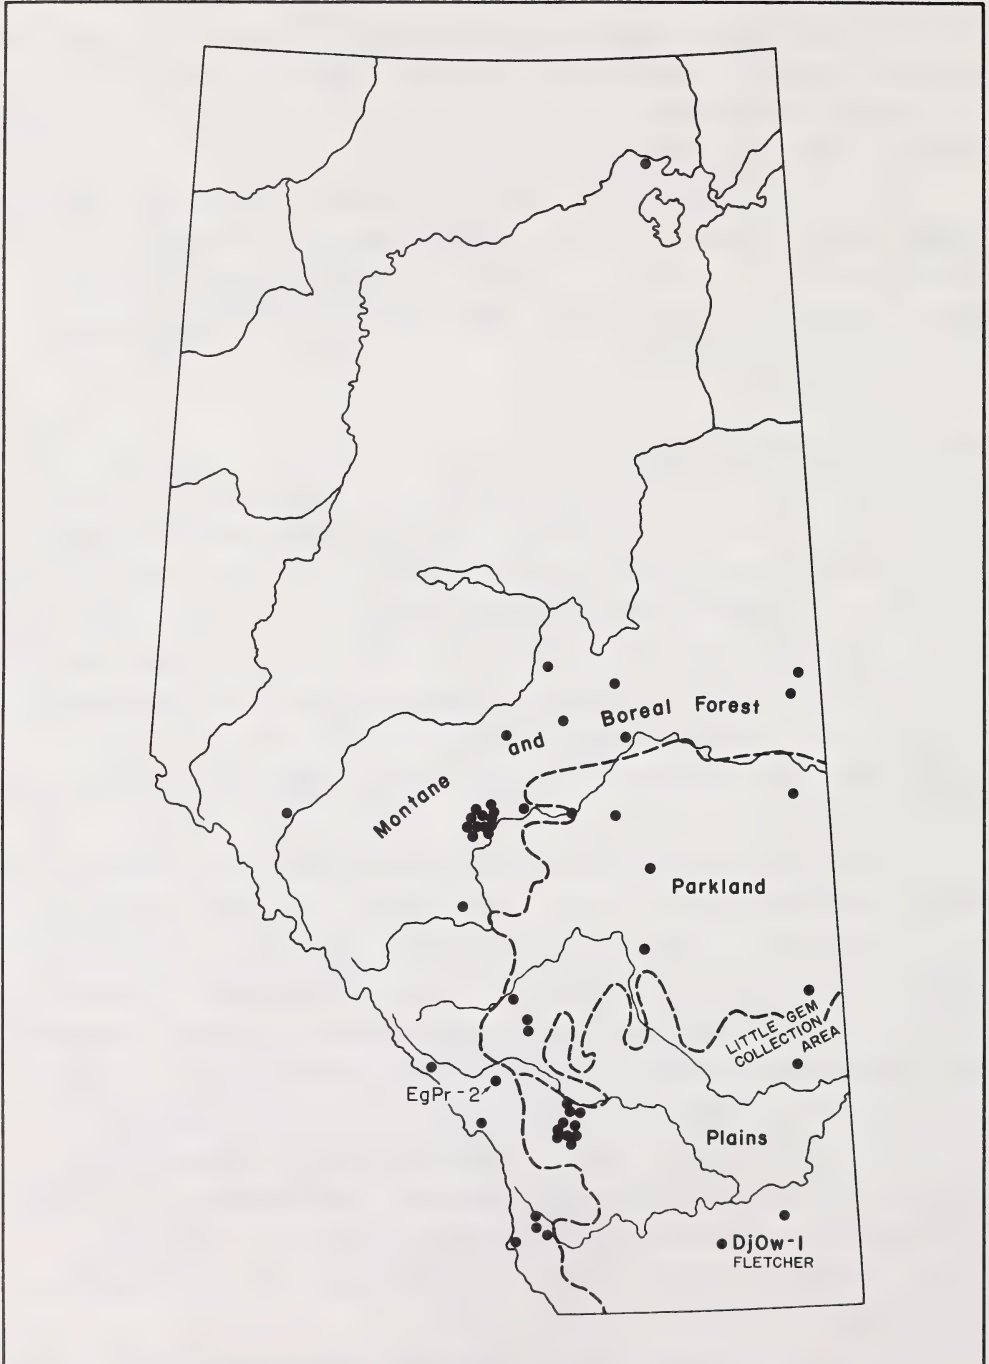 Boreal Forest
and
Montane
Parkland
LITTLE GEM
COLLECTION
AREA
EgPr-2
Plains
DjOw-1
FLETCHER